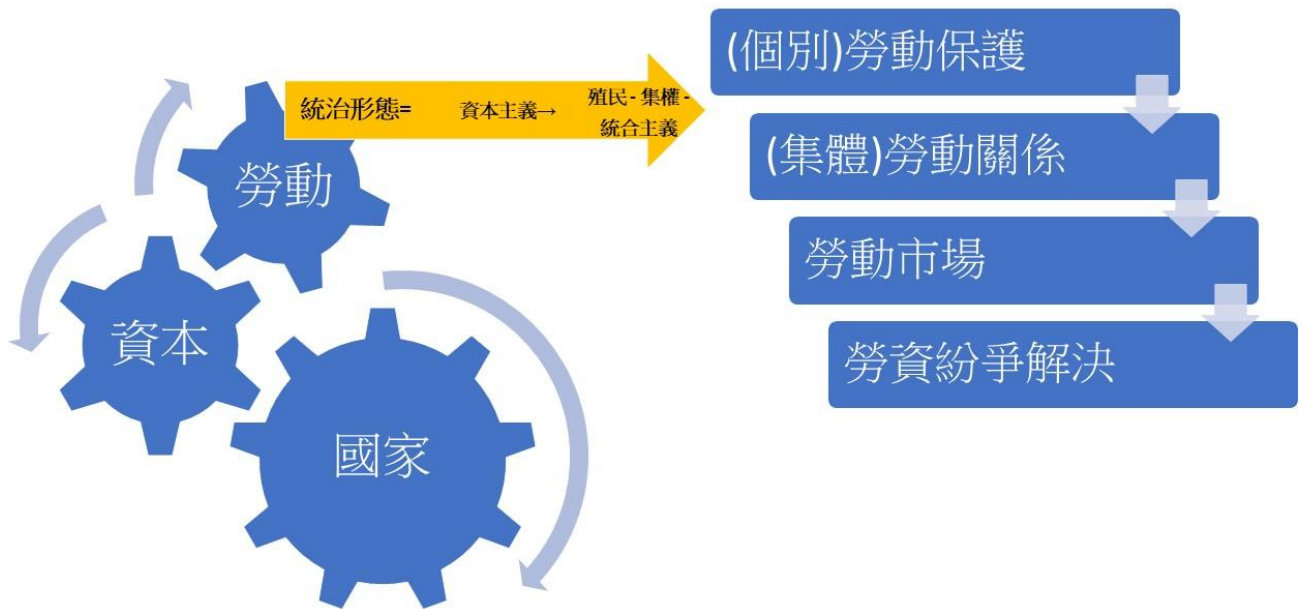 勞動
資本
國家
統治形態= 資本主義→ 殖民-集權-
統合主義
(個別)勞動保護
(集體)勞動關係
勞動市場
勞資紛爭解決